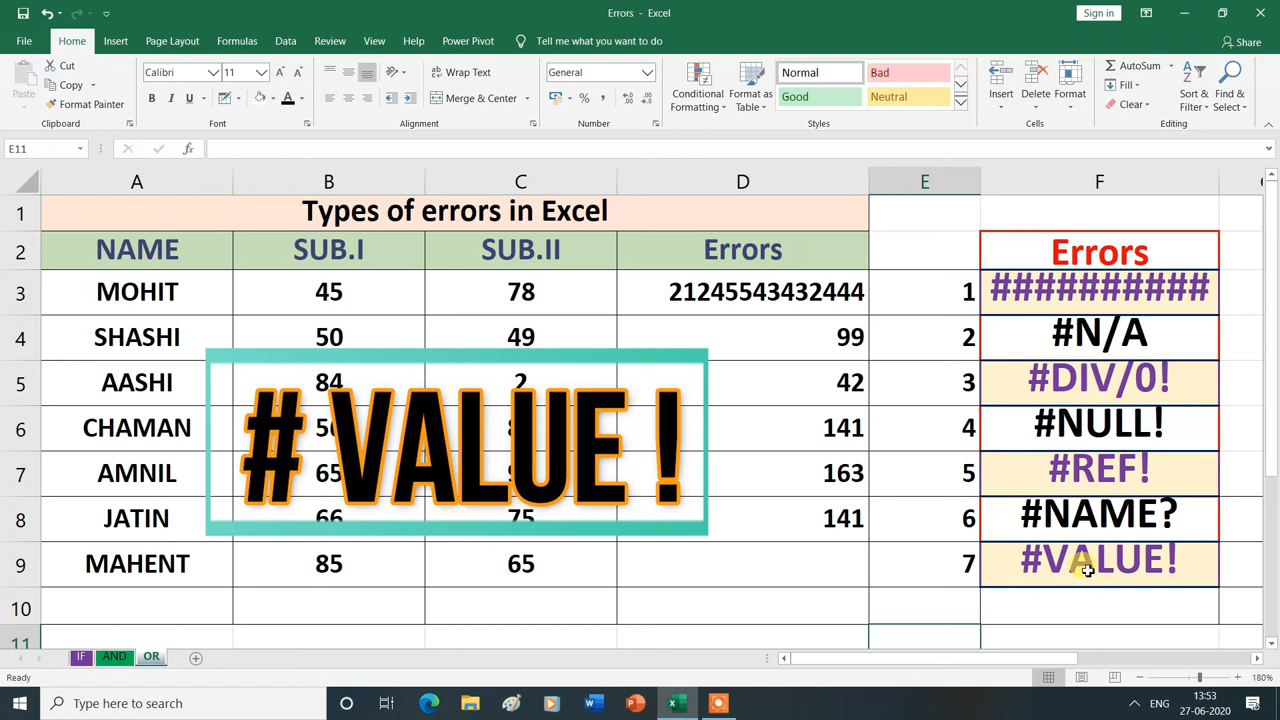 Errors - Excel
Sign in
File Home Insert Page Layout Formulas Data Review View Help Power Pivot Tell me what you want to do Share
Paste
Cut
Copy
Format Painter
Clipboard
Calibri 11
B I U
Font
Wrap Text
Merge & Center
Alignment
General
Number
Conditional Formatting
Format as Table
Normal Bad
Good Neutral
Styles
Insert Delete Format
Cells
AutoSum
Fill
Clear
Sort & Filter
Find & Select
Editing
E11 fx
A B C D E F
1 Types of errors in Excel
2 NAME SUB.I SUB.II Errors Errors
3 MOHIT 45 78 21245543432444 1 ##########
4 SHASHI 50 49 99 2 #N/A
5 AASHI 84 2 42 3 #DIV/0!
6 CHAMAN 141 4 #NULL!
7 AMNIL 65 163 5 #REF!
8 JATIN 66 75 141 6 #NAME?
9 MAHENT 85 65 7 #VALUE!
10
11
# VALUE !
IF AND OR
Ready
180%
Type here to search
ENG
13:53
27-06-2020